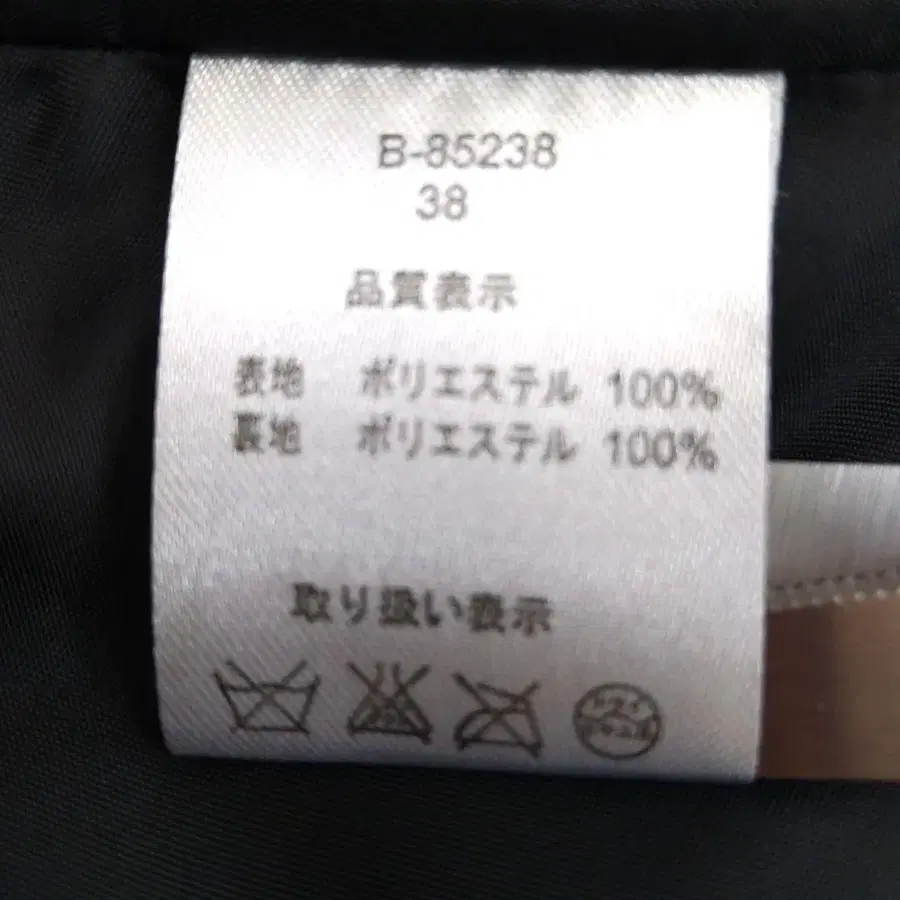 B-85238
38
品質表示
表地 ポリエステル 100%
裏地 ポリエステル 100%
取り扱い表示